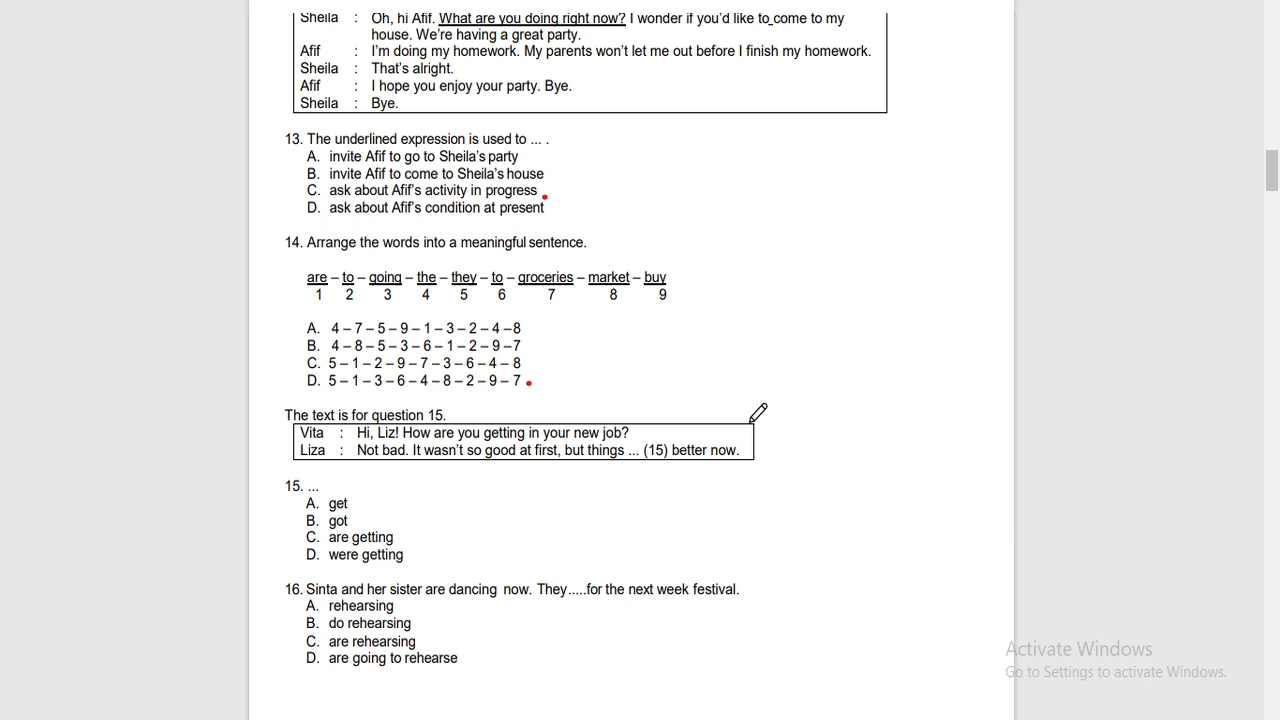 Sheila : Oh, hi Afif. What are you doing right now? I wonder if you'd like to come to my
house. We're having a great party.
Afif : I'm doing my homework. My parents won't let me out before I finish my homework.
Sheila : That's alright.
Afif : I hope you enjoy your party. Bye.
Sheila : Bye.
13. The underlined expression is used to ... .
A. invite Afif to go to Sheila's party
B. invite Afif to come to Sheila's house
C. ask about Afif's activity in progress
D. ask about Afif's condition at present
14. Arrange the words into a meaningful sentence.
are – to – going – the – they – to – groceries – market – buy
1 2 3 4 5 6 7 8 9
A. 4 – 7 – 5 – 9 – 1 – 3 – 2 – 4 –8
B. 4 – 8 – 5 – 3 – 6 – 1 – 2 – 9 –7
C. 5 – 1 – 2 – 9 – 7 – 3 – 6 – 4 – 8
D. 5 – 1 – 3 – 6 – 4 – 8 – 2 – 9 – 7
The text is for question 15.
Vita : Hi, Liz! How are you getting in your new job?
Liza : Not bad. It wasn't so good at first, but things ... (15) better now.
15. ...
A. get
B. got
C. are getting
D. were getting
16. Sinta and her sister are dancing now. They.....for the next week festival.
A. rehearsing
B. do rehearsing
C. are rehearsing
D. are going to rehearse
Activate Windows
Go to Settings to activate Windows.